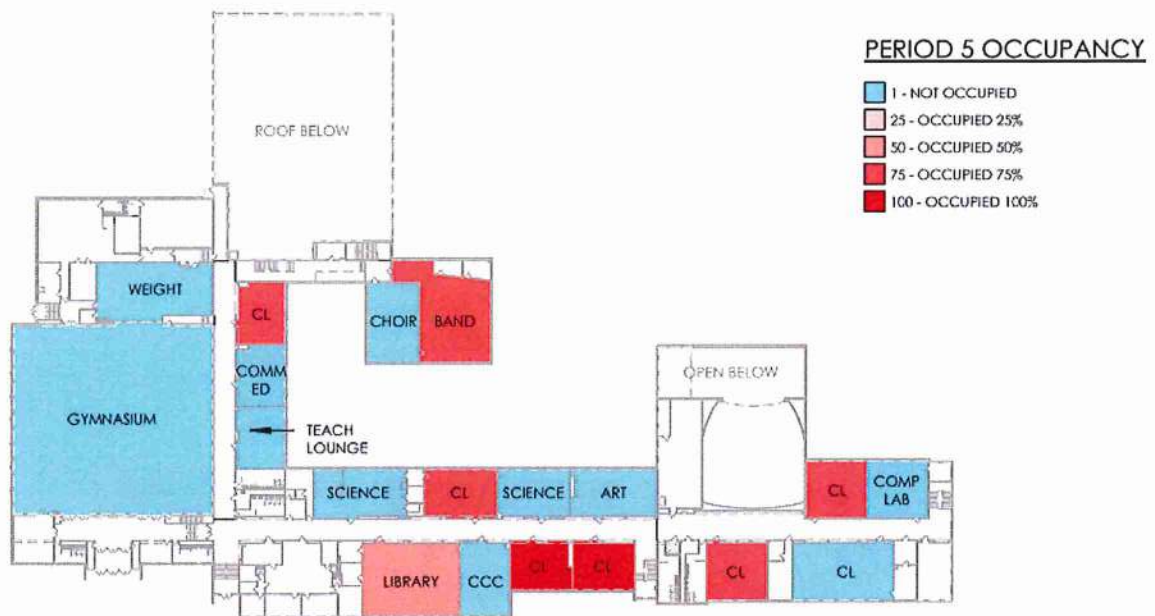 PERIOD 5 OCCUPANCY
1 - NOT OCCUPIED
25 - OCCUPIED 25%
50 - OCCUPIED 50%
75 - OCCUPIED 75%
100 - OCCUPIED 100%
ROOF BELOW
WEIGHT
CL
CHOIR
BAND
COMM
ED
OPEN BELOW
GYMNASIUM
TEACH
LOUNGE
SCIENCE
CL
SCIENCE
ART
CL
COMP
LAB
LIBRARY
CCC
CL
CL
CL
CL